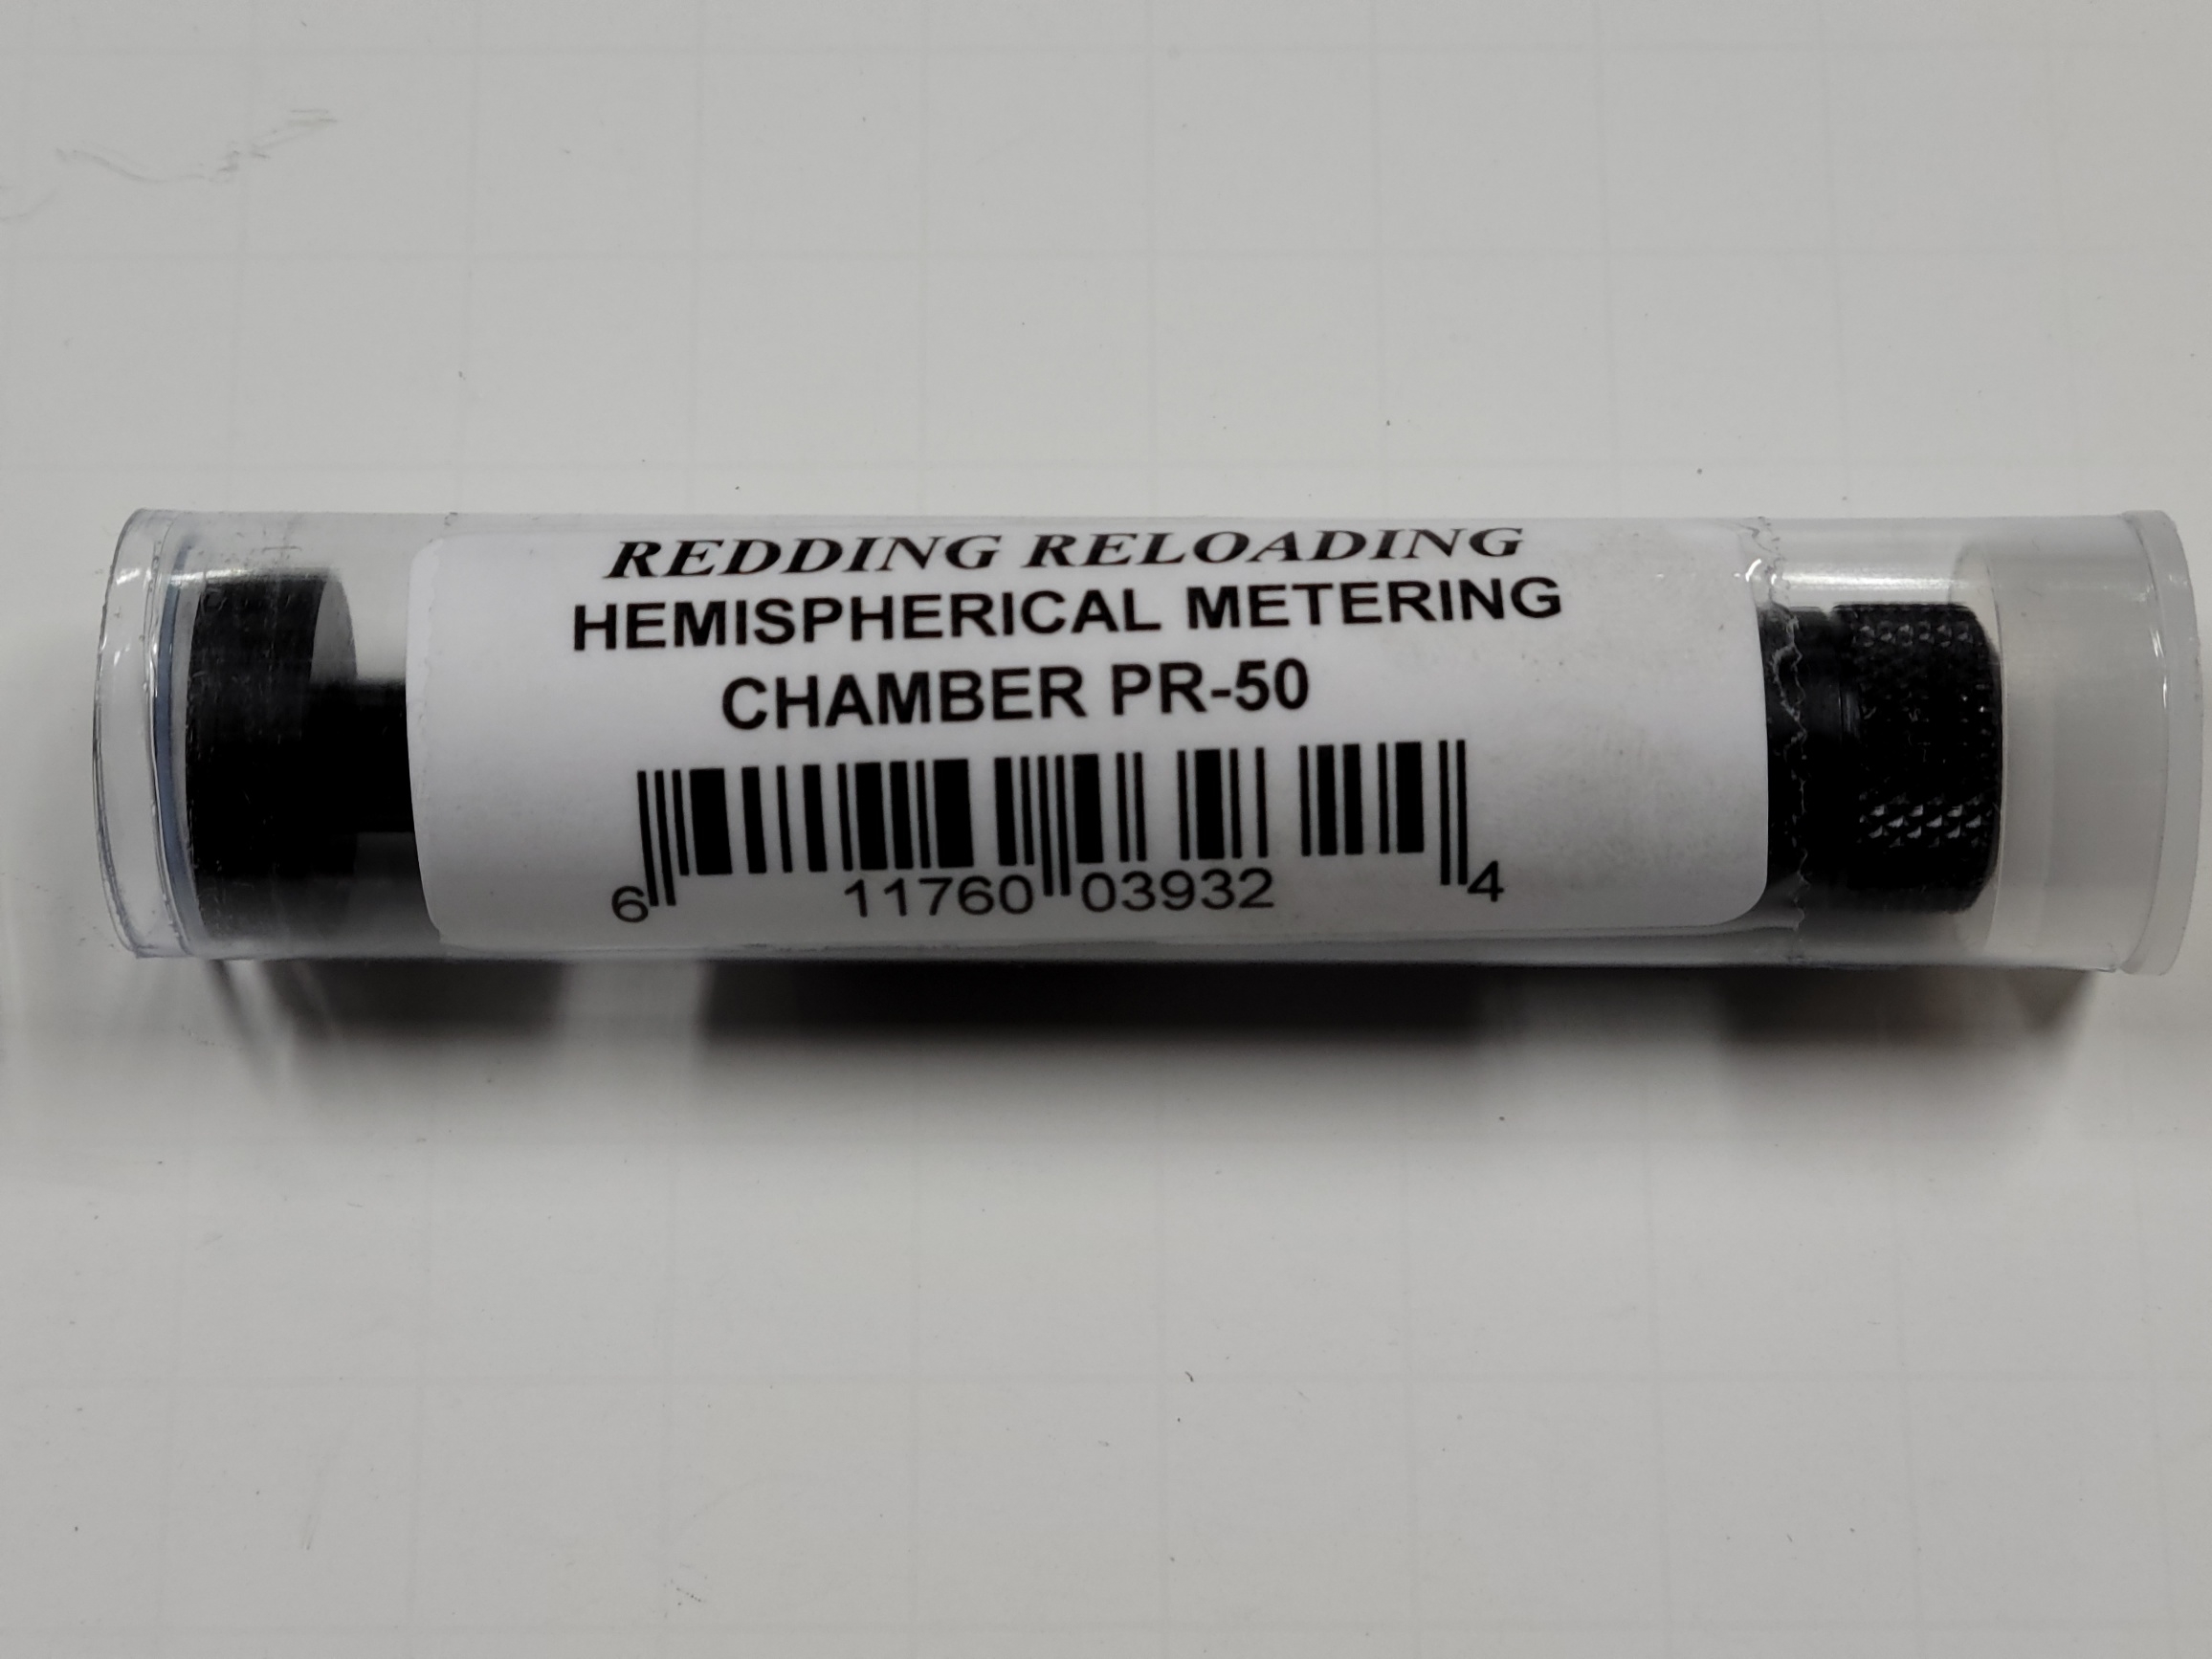 REDDING RELOADING
HEMISPHERICAL METERING
CHAMBER PR-50
6 11760 03932 4